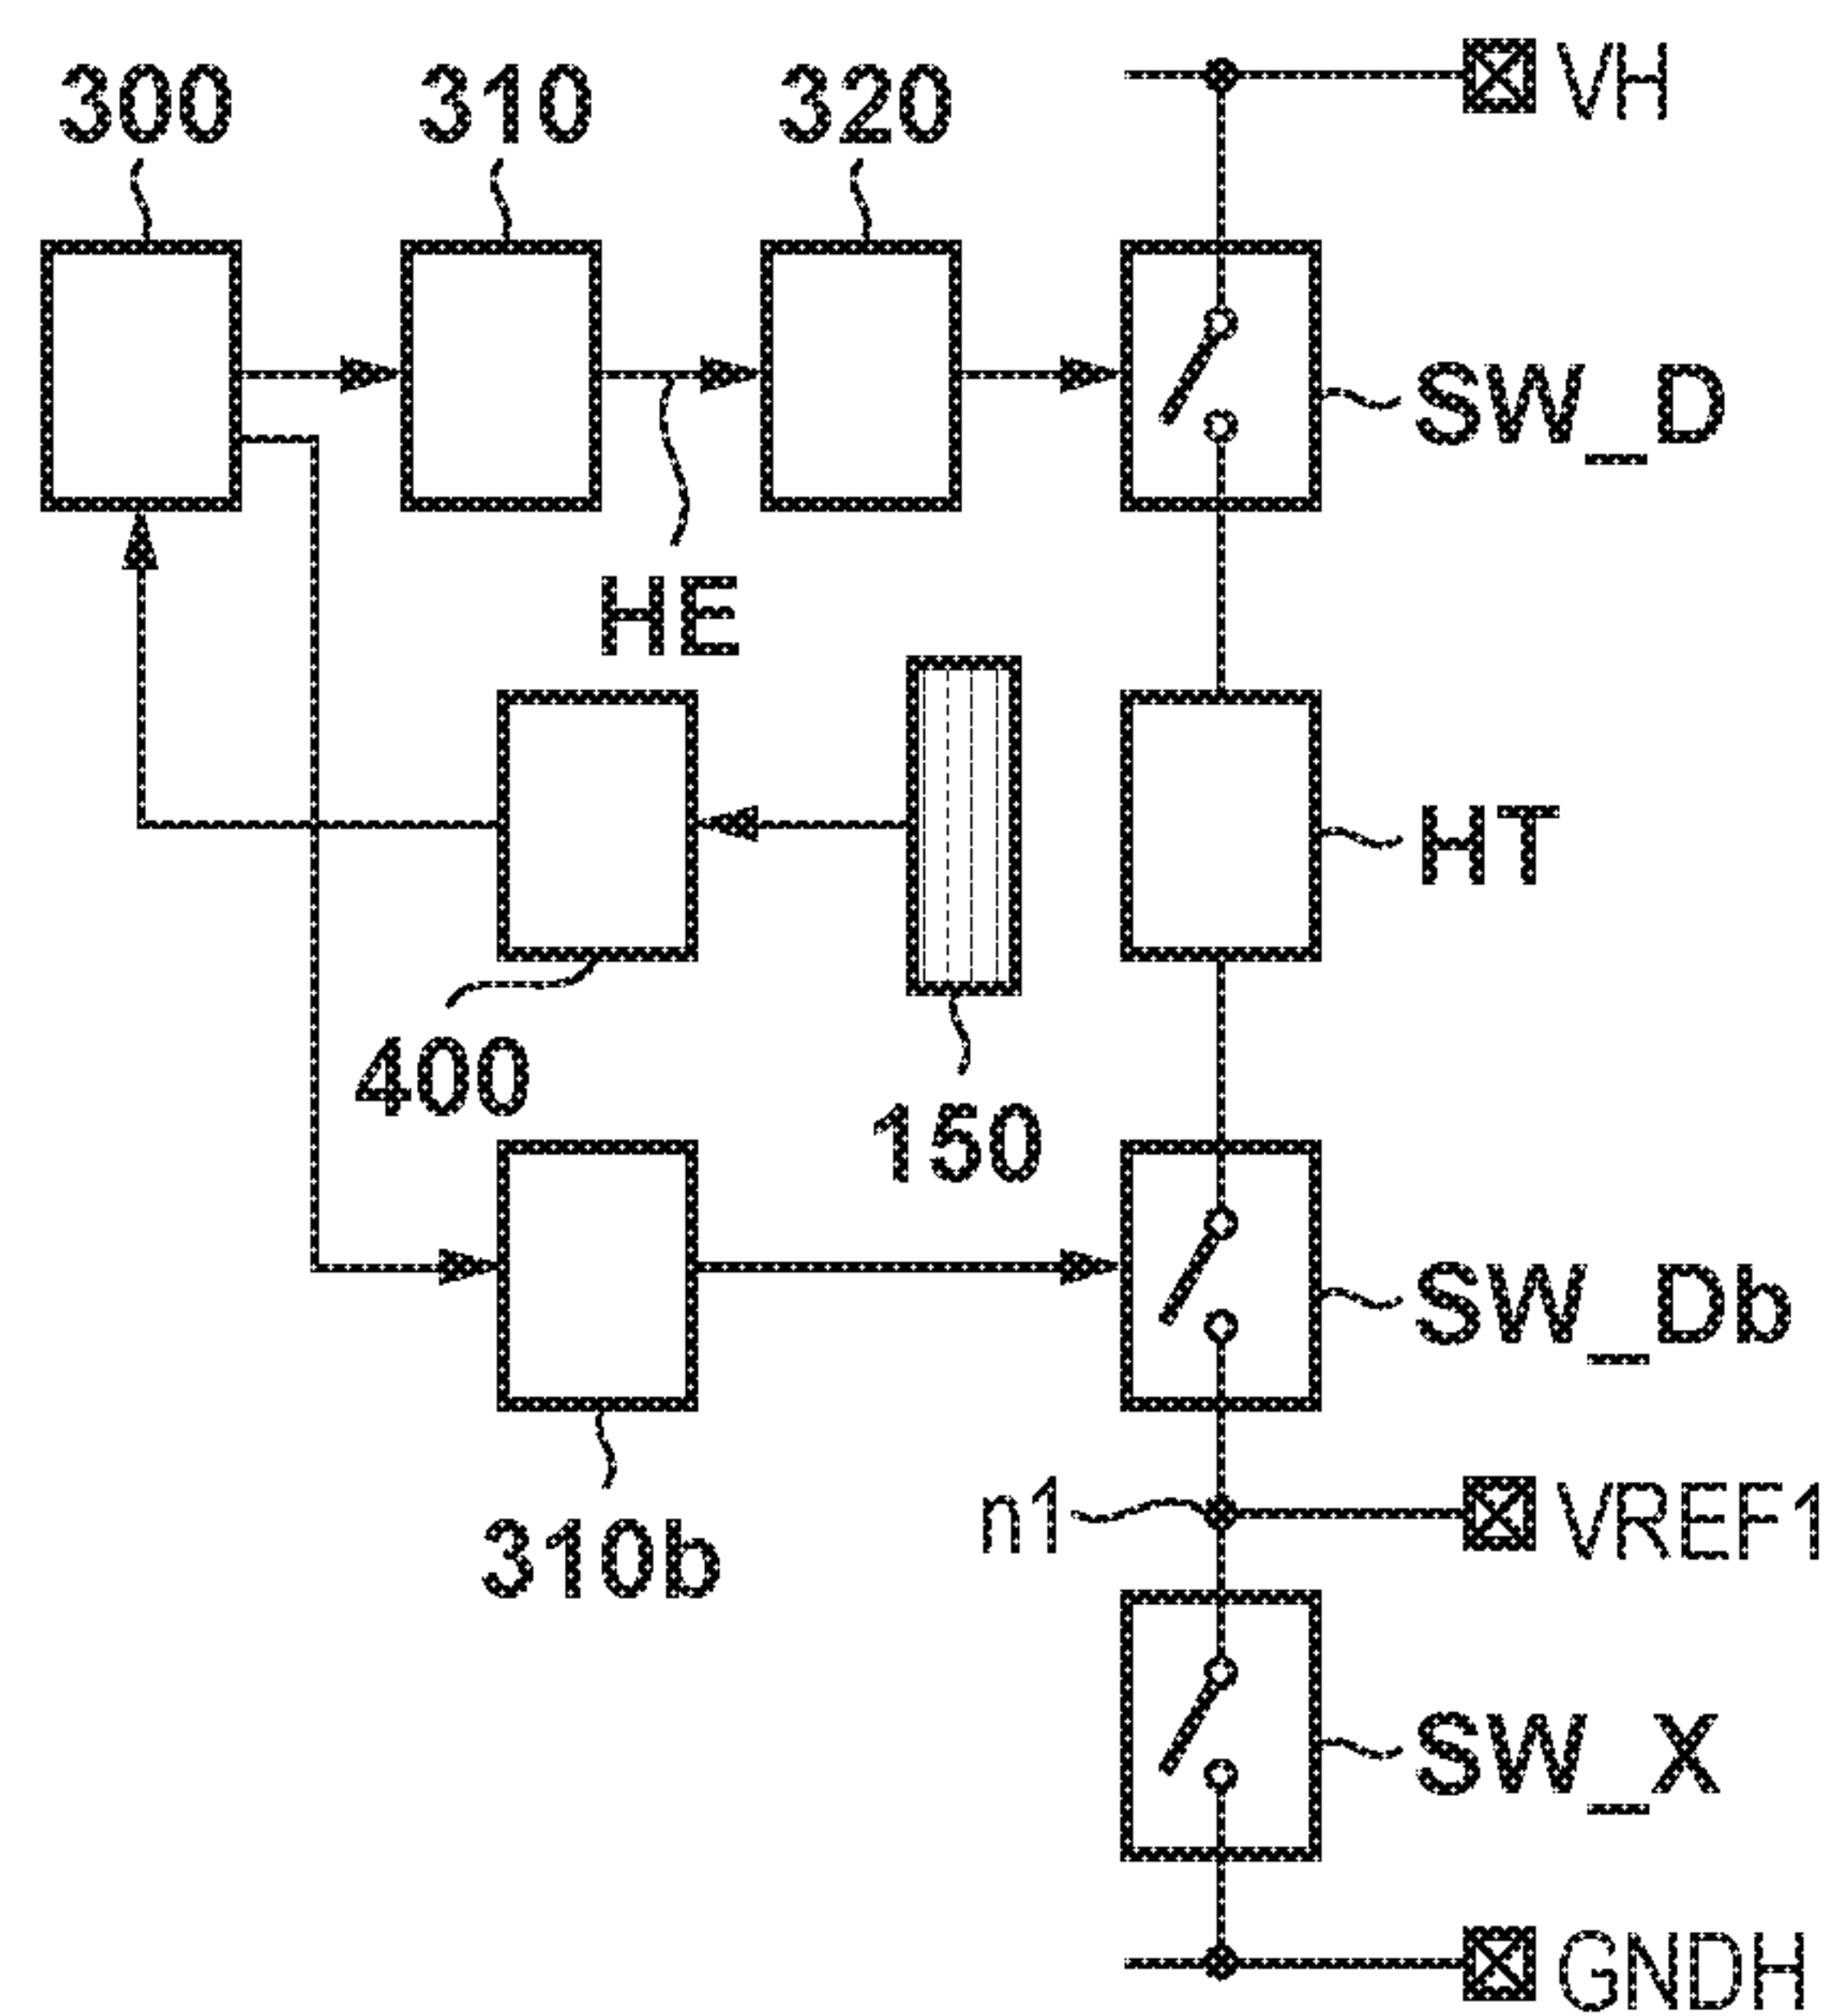 300
310
320
VH
SW_D
HE
HT
400
150
SW_Db
n1
VREF1
310b
SW_X
GNDH